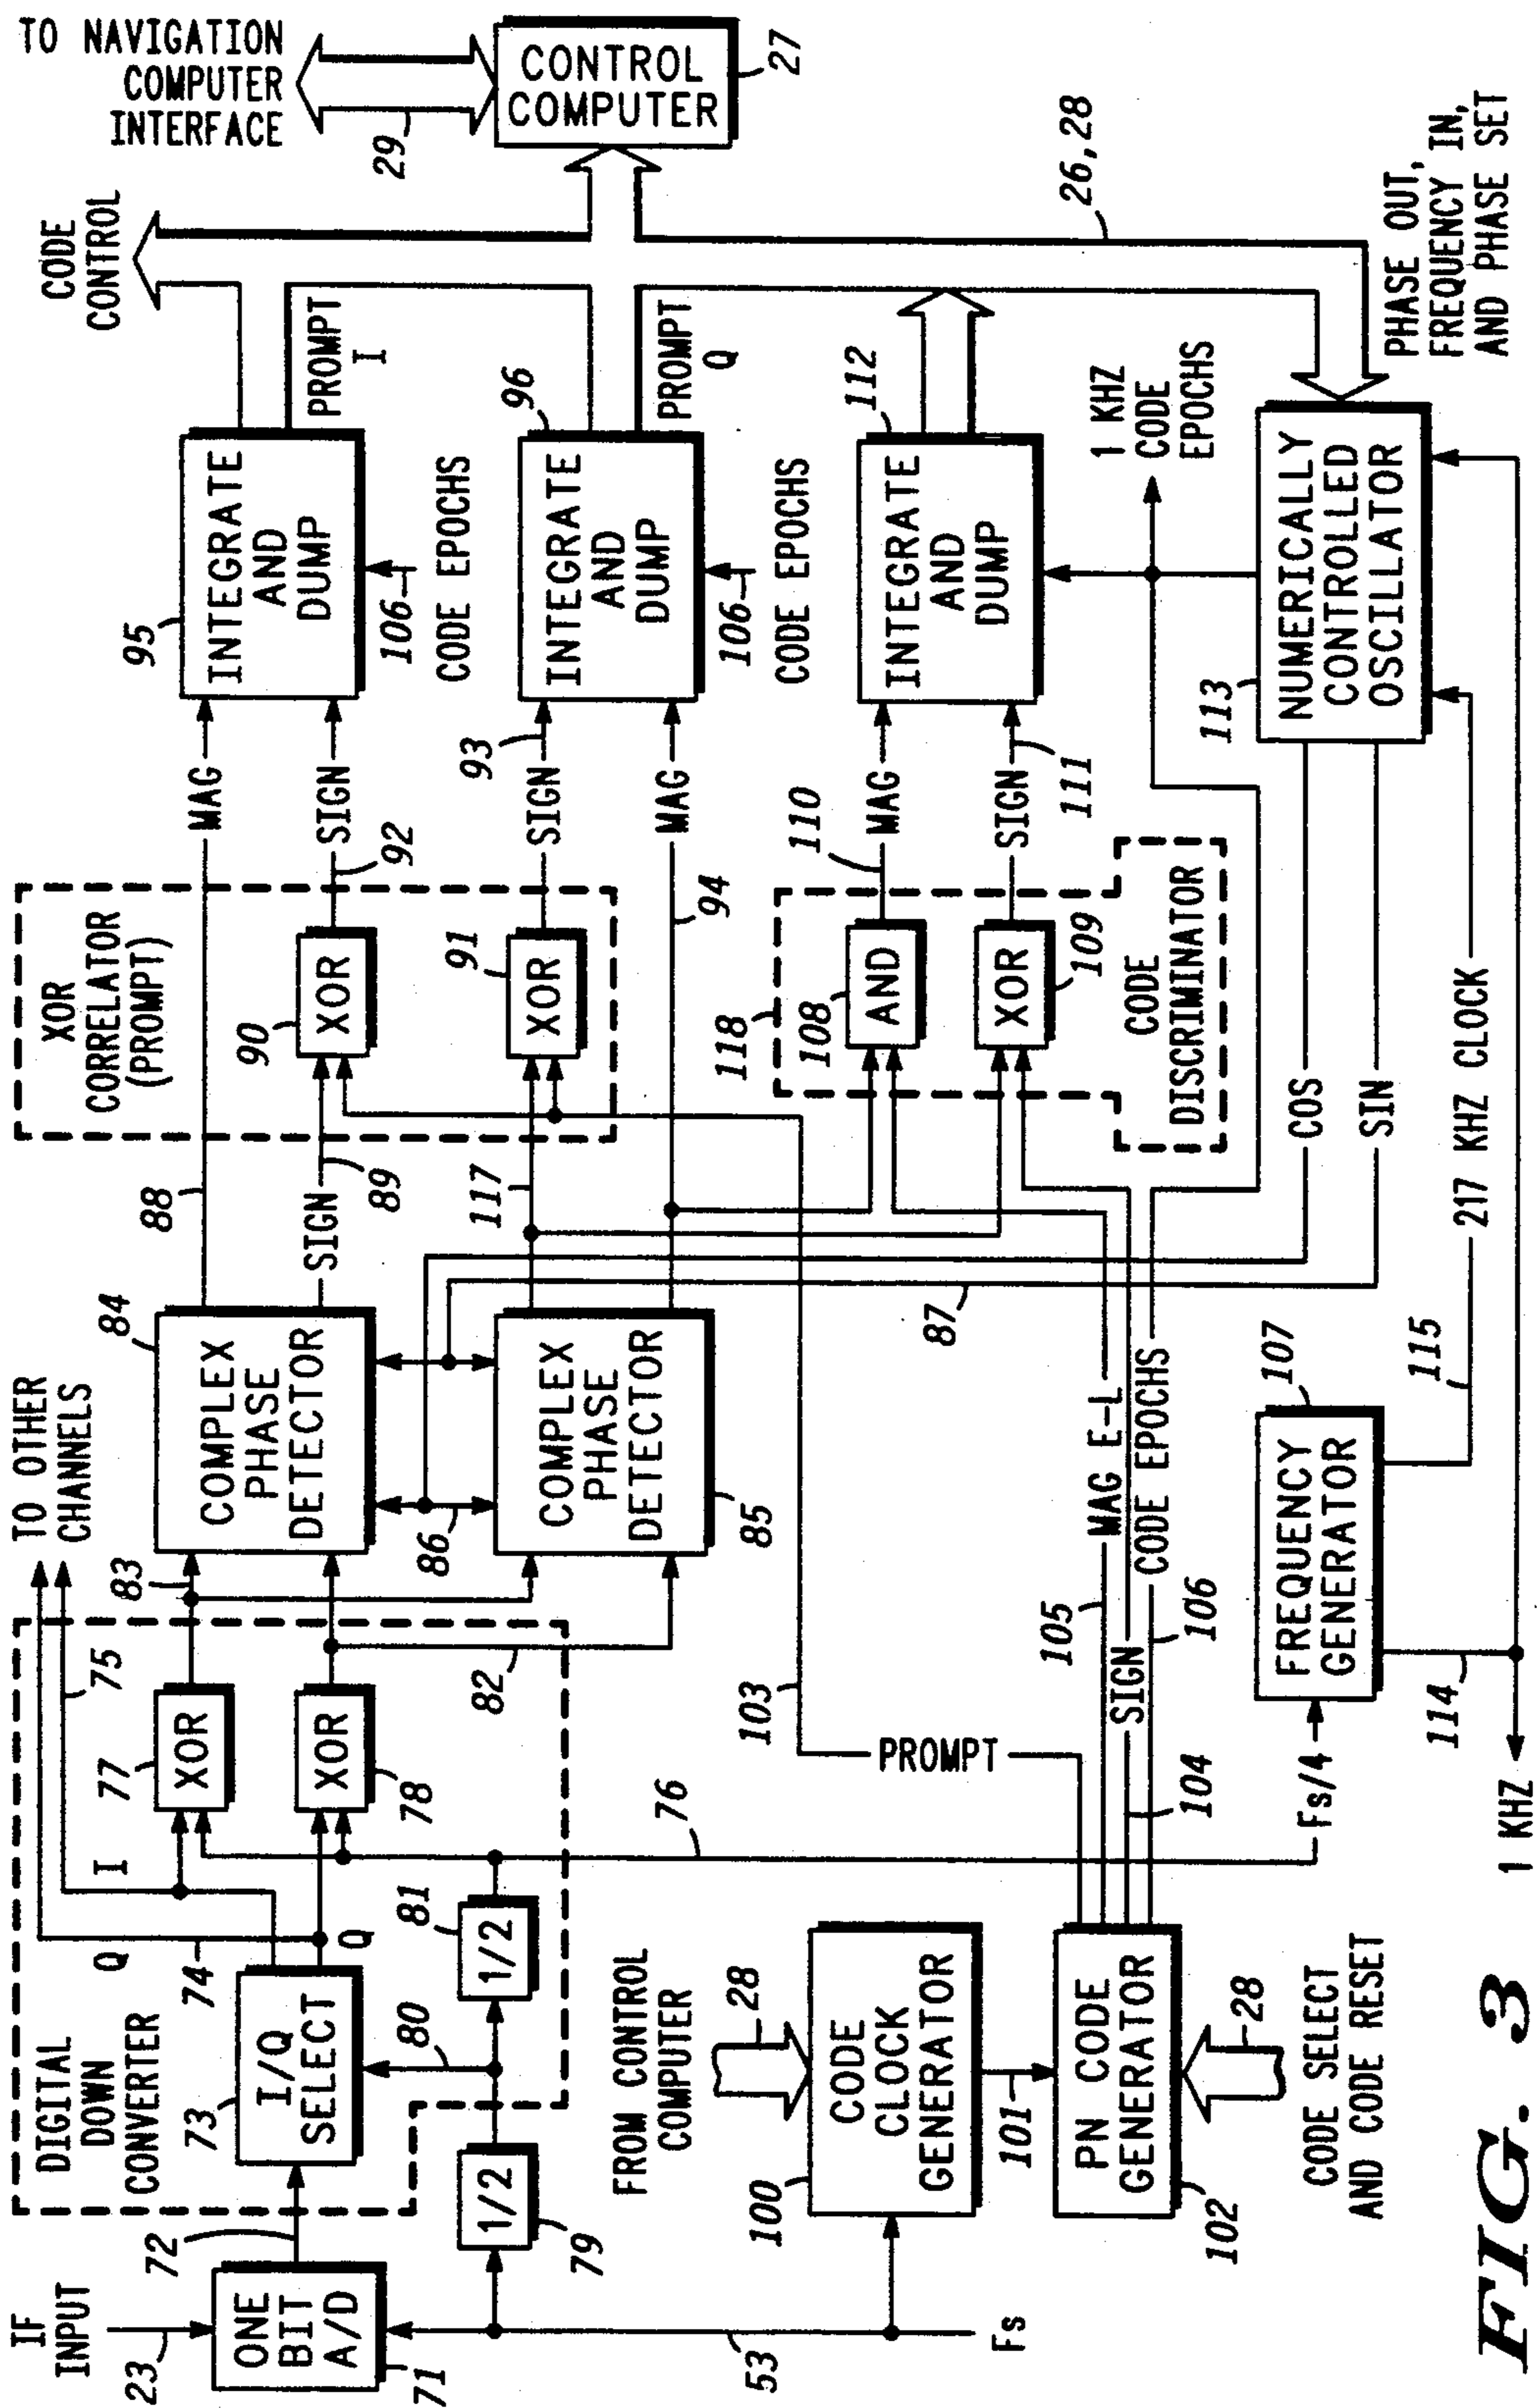 IF
INPUT
23
ONE
BIT
A/D
71
72
53
Fs
DIGITAL
DOWN
CONVERTER
73
I/Q
SELECT
74
Q
I
Q
75
TO OTHER
CHANNELS
77
XOR
XOR
78
79
1/2
80
81
1/2
76
82
83
84
COMPLEX
PHASE
DETECTOR
86
COMPLEX
PHASE
DETECTOR
85
87
88
SIGN
89
117
XOR
CORRELATOR
(PROMPT)
90
XOR
91
XOR
92
93
94
MAG
SIGN
SIGN
MAG
95
INTEGRATE
AND
DUMP
106
CODE EPOCHS
96
INTEGRATE
AND
DUMP
106
CODE EPOCHS
PROMPT
I
PROMPT
Q
CODE
CONTROL
TO NAVIGATION
COMPUTER
INTERFACE
29
CONTROL
COMPUTER
27
26,28
FROM CONTROL
COMPUTER
28
100
CODE
CLOCK
GENERATOR
101
102
PN CODE
GENERATOR
28
CODE SELECT
AND CODE RESET
PROMPT
103
105
MAG E-L
SIGN
104
CODE EPOCHS
106
118
108
AND
XOR
109
CODE
DISCRIMINATOR
110
MAG
SIGN
111
112
INTEGRATE
AND
DUMP
1 KHZ
CODE
EPOCHS
113
NUMERICALLY
CONTROLLED
OSCILLATOR
PHASE OUT,
FREQUENCY IN,
AND PHASE SET
COS
SIN
217 KHZ CLOCK
115
Fs/4
107
FREQUENCY
GENERATOR
114
1 KHZ
FIG. 3